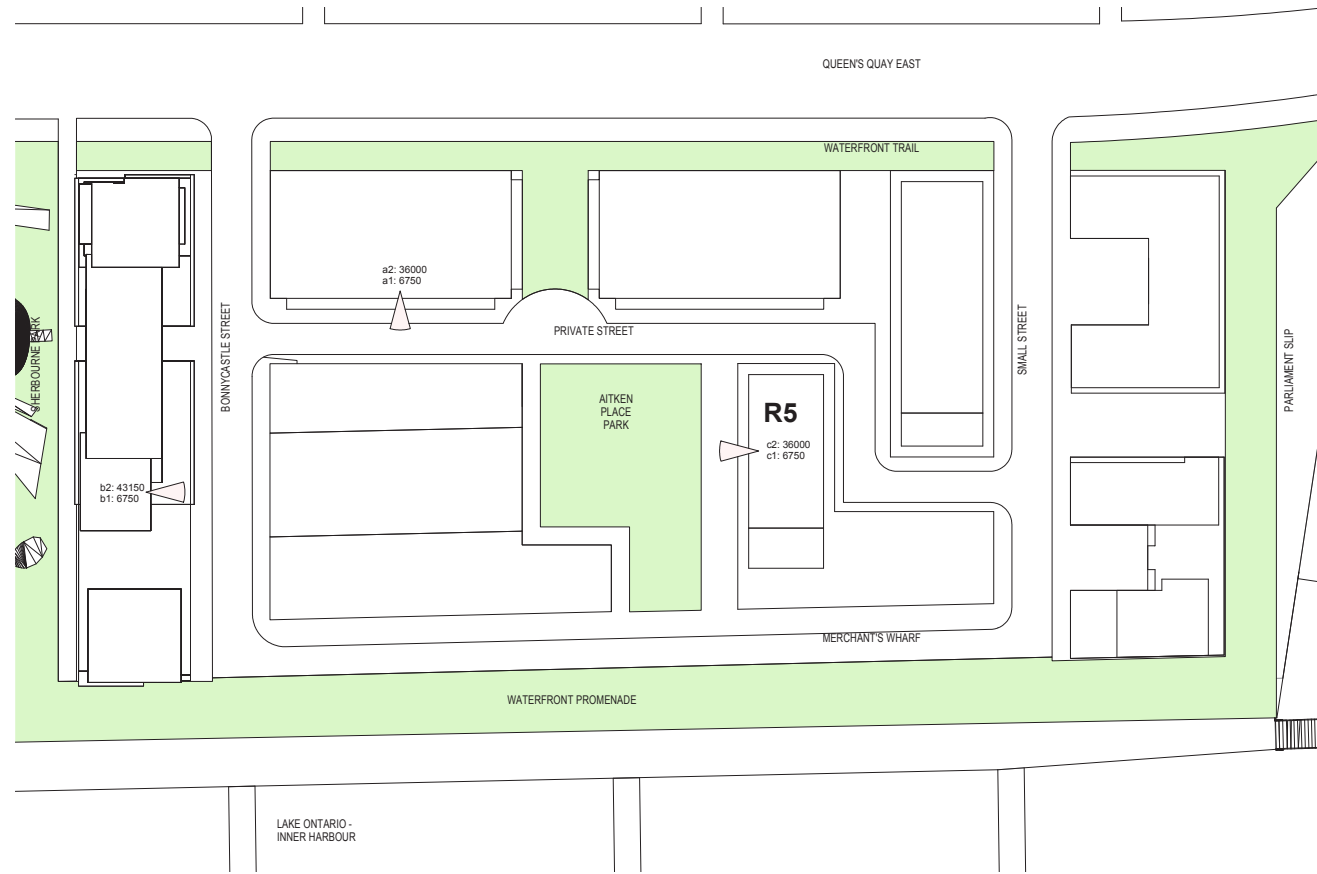 QUEEN'S QUAY EAST
WATERFRONT TRAIL
a2: 36000
a1: 6750
PRIVATE STREET
BONNYCASTLE STREET
SMALL STREET
SHERBOURNE PARK
PARLIAMENT SLIP
AITKEN
PLACE
PARK
R5
c2: 36000
c1: 6750
b2: 43150
b1: 6750
MERCHANT'S WHARF
WATERFRONT PROMENADE
LAKE ONTARIO -
INNER HARBOUR